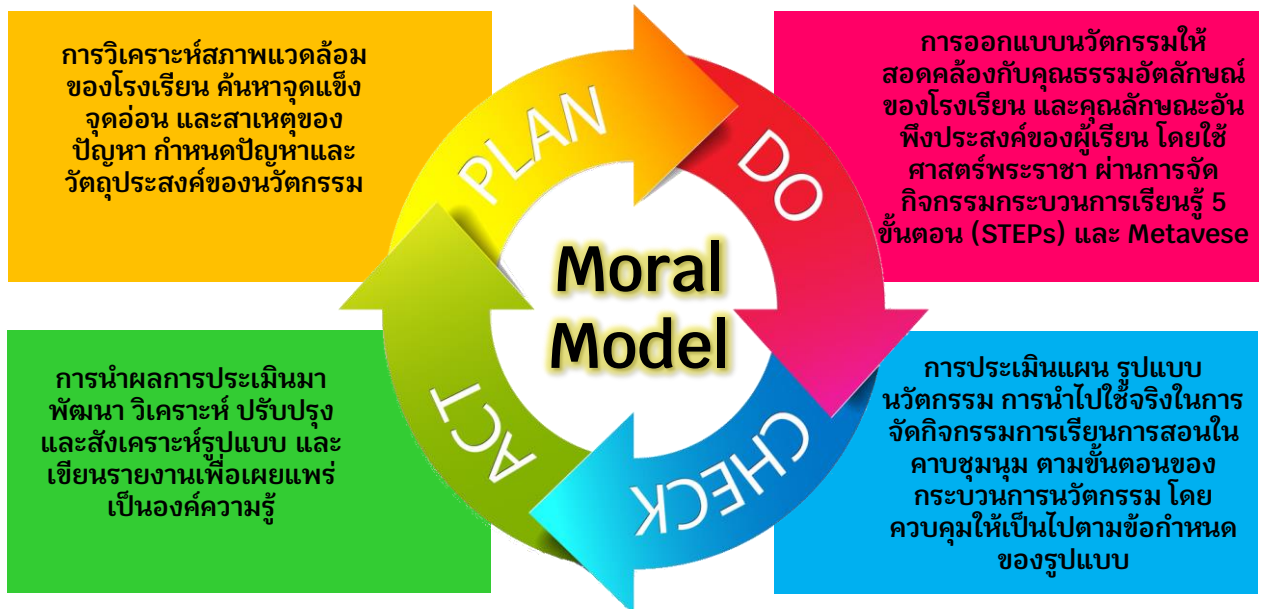 การวิเคราะห์สภาพแวดล้อม
ของโรงเรียน ค้นหาจุดแข็ง
จุดอ่อน และสาเหตุของ
ปัญหา กำหนดปัญหาและ
วัตถุประสงค์ของนวัตกรรม
PLAN
DO
การออกแบบนวัตกรรมให้
สอดคล้องกับคุณธรรมอัตลักษณ์
ของโรงเรียน และคุณลักษณะอัน
พึงประสงค์ของผู้เรียน โดยใช้
ศาสตร์พระราชา ผ่านการจัด
กิจกรรมกระบวนการเรียนรู้ 5
ขั้นตอน (STEPs) และ Metavese
Moral
Model
การนำผลการประเมินมา
พัฒนา วิเคราะห์ ปรับปรุง
และสังเคราะห์รูปแบบ และ
เขียนรายงานเพื่อเผยแพร่
เป็นองค์ความรู้
ACT
CHECK
การประเมินแผน รูปแบบ
นวัตกรรม การนำไปใช้จริงในการ
จัดกิจกรรมการเรียนการสอนใน
คาบชุมนุม ตามขั้นตอนของ
กระบวนการนวัตกรรม โดย
ควบคุมให้เป็นไปตามข้อกำหนด
ของรูปแบบ